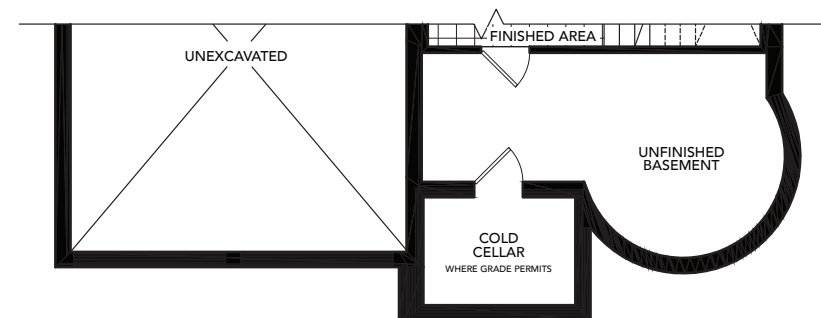 FINISHED AREA
UNEXCAVATED
UNFINISHED
BASEMENT
COLD
CELLAR
WHERE GRADE PERMITS